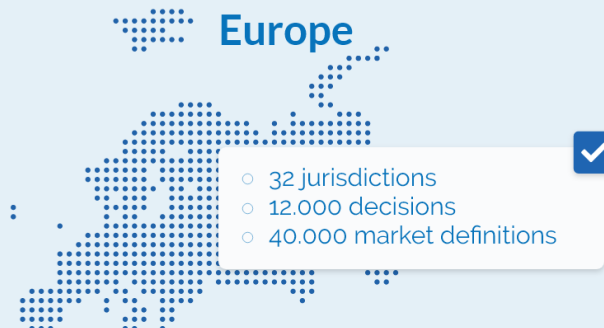 Europe
32 jurisdictions
12.000 decisions
40.000 market definitions